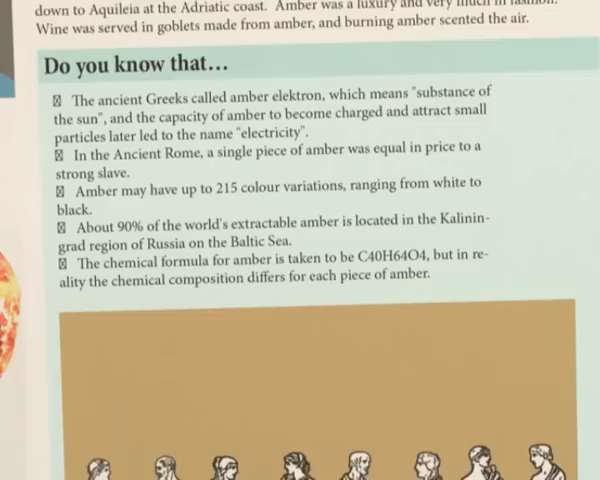 down to Aquileia at the Adriatic coast. Amber was a luxury and very much in fashion.
Wine was served in goblets made from amber, and burning amber scented the air.
Do you know that…
☒ The ancient Greeks called amber elektron, which means "substance of
the sun", and the capacity of amber to become charged and attract small
particles later led to the name "electricity".
☒ In the Ancient Rome, a single piece of amber was equal in price to a
strong slave.
☒ Amber may have up to 215 colour variations, ranging from white to
black.
☒ About 90% of the world's extractable amber is located in the Kalinin-
grad region of Russia on the Baltic Sea.
☒ The chemical formula for amber is taken to be C40H64O4, but in re-
ality the chemical composition differs for each piece of amber.